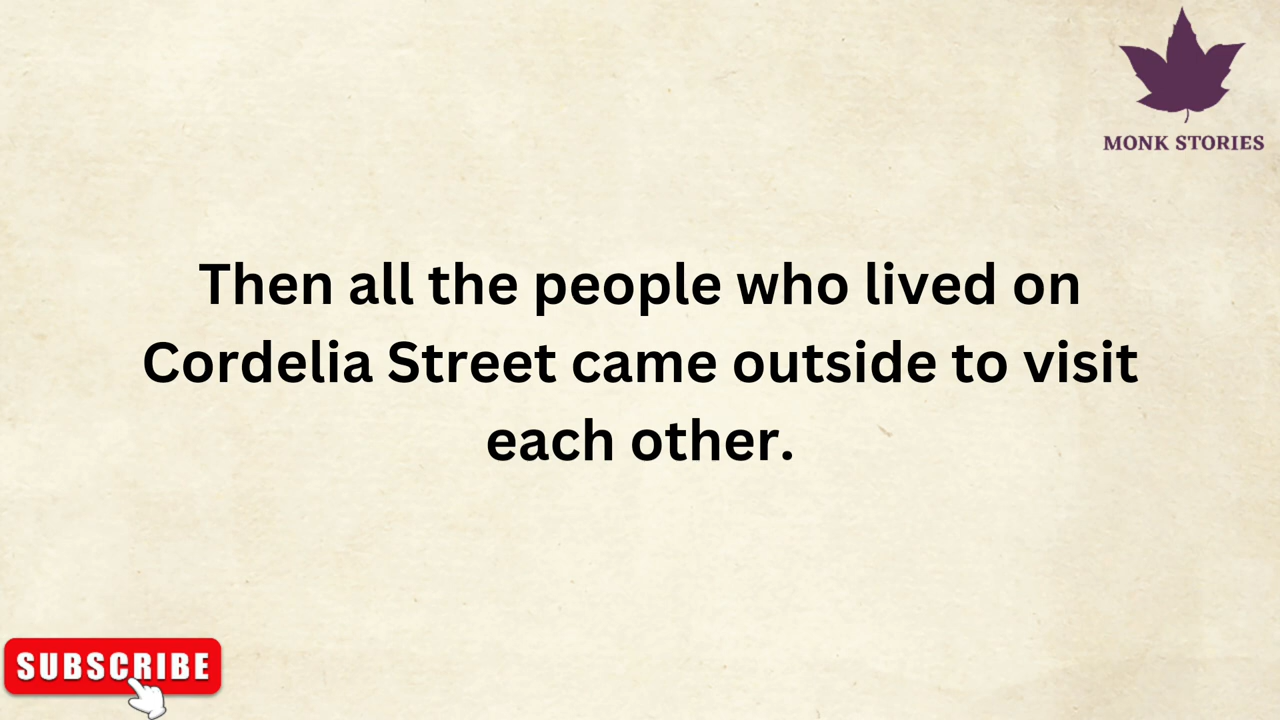 MONK STORIES
Then all the people who lived on
Cordelia Street came outside to visit
each other.
SUBSCRIBE